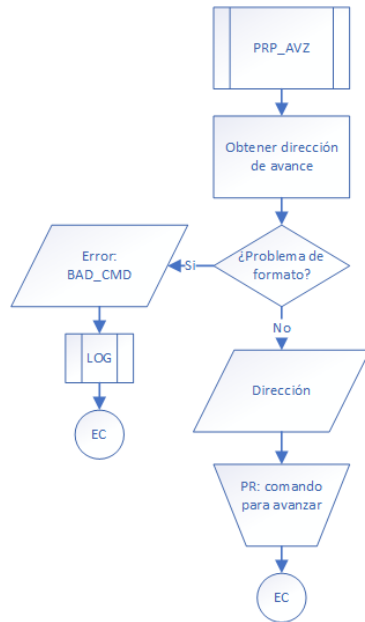 PRP_AVZ
Obtener dirección
de avance
¿Problema de
formato?
Si
Error:
BAD_CMD
LOG
EC
No
Dirección
PR: comando
para avanzar
EC